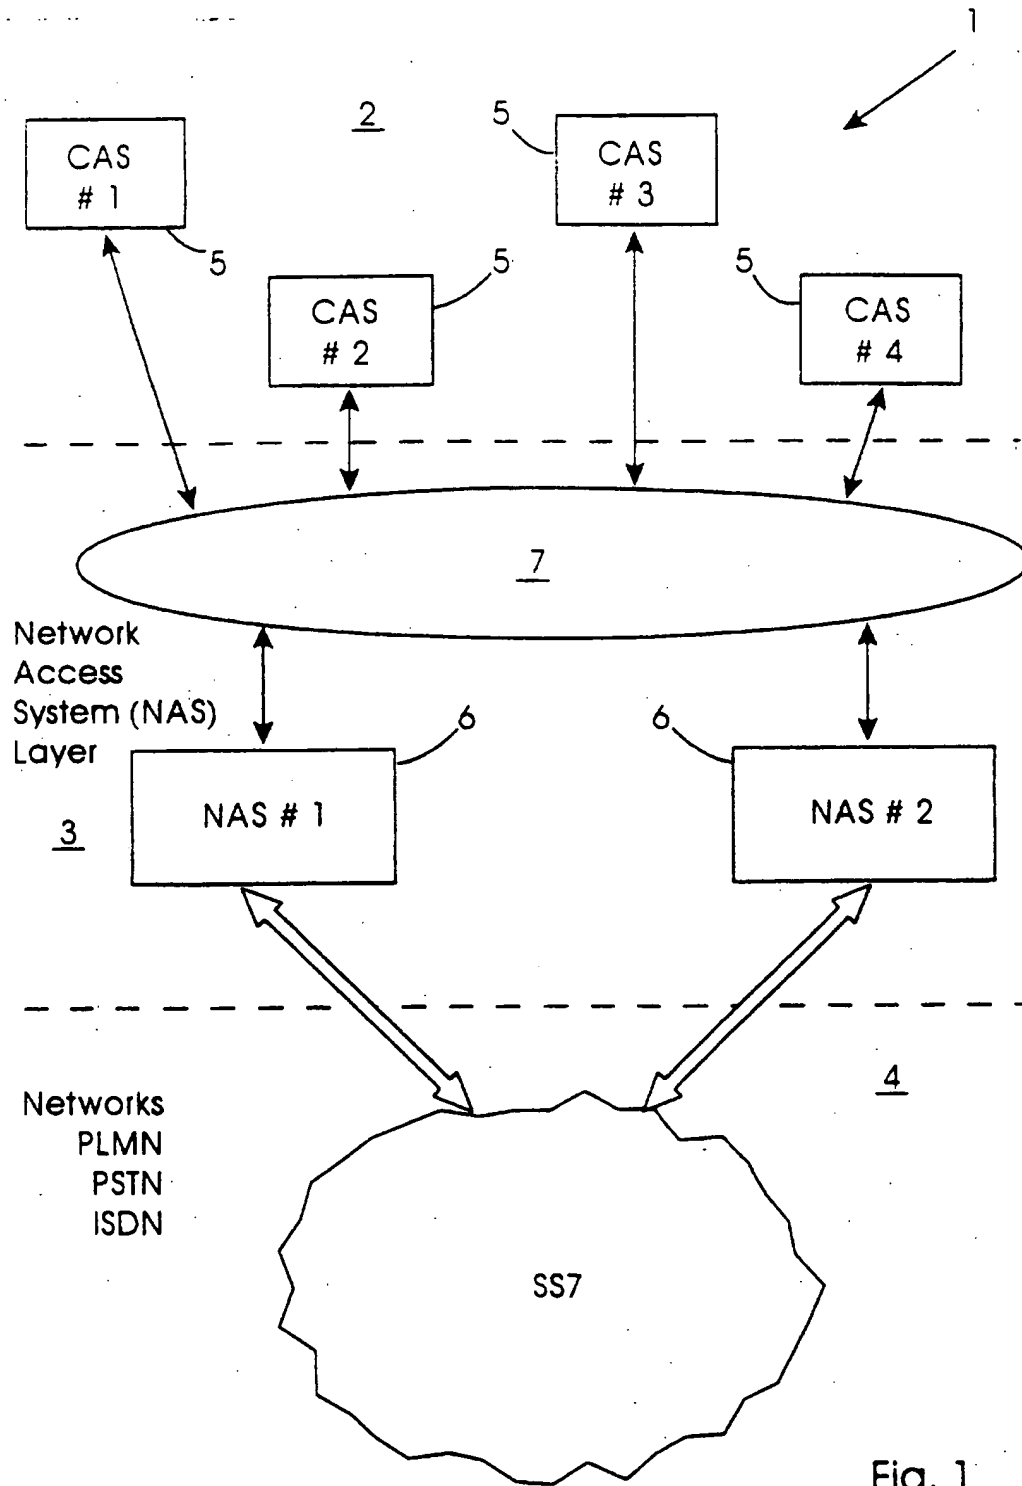 1
2
5
CAS
# 1
CAS
# 3
5
5
5
CAS
# 2
CAS
# 4
7
Network
Access
System (NAS)
Layer
6
6
NAS # 1
NAS # 2
3
4
Networks
PLMN
PSTN
ISDN
SS7
Fig. 1